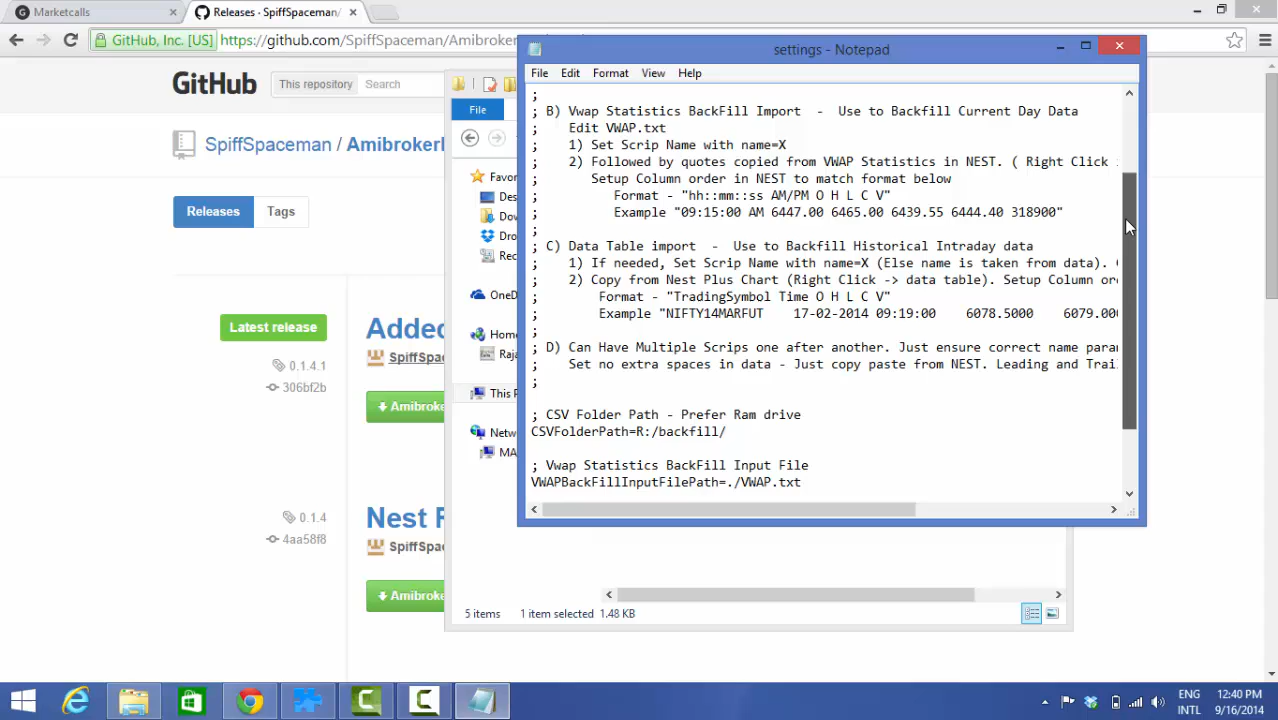 Marketcalls
Releases · SpiffSpaceman/
GitHub, Inc. [US]
https://github.com/SpiffSpaceman/Amibroker
GitHub
This repository
Search
SpiffSpaceman / Amibroker
Releases
Tags
Latest release
Added
0.1.4.1
SpiffSpac
306bf2b
Amibroke
0.1.4
Nest
SpiffSpac
4aa58f8
Amibroke
File
Favor
Des
Dow
Dro
Rec
OneD
Home
Raja
This P
Netw
MA
5 items
1 item selected 1.48 KB
settings - Notepad
File
Edit
Format
View
Help
;
; B) Vwap Statistics BackFill Import - Use to Backfill Current Day Data
; Edit VWAP.txt
; 1) Set Scrip Name with name=X
; 2) Followed by quotes copied from VWAP Statistics in NEST. ( Right Click
; Setup Column order in NEST to match format below
; Format - "hh::mm::ss AM/PM O H L C V"
; Example "09:15:00 AM 6447.00 6465.00 6439.55 6444.40 318900"
;
; C) Data Table import - Use to Backfill Historical Intraday data
; 1) If needed, Set Scrip Name with name=X (Else name is taken from data).
; 2) Copy from Nest Plus Chart (Right Click -> data table). Setup Column or
; Format - "TradingSymbol Time O H L C V"
; Example "NIFTY14MARFUT 17-02-2014 09:19:00 6078.5000 6079.00
;
; D) Can Have Multiple Scrips one after another. Just ensure correct name para
; Set no extra spaces in data - Just copy paste from NEST. Leading and Trai
;
; CSV Folder Path - Prefer Ram drive
CSVFolderPath=R:/backfill/
; Vwap Statistics BackFill Input File
VWAPBackFillInputFilePath=./VWAP.txt
ENG
INTL
12:40 PM
9/16/2014